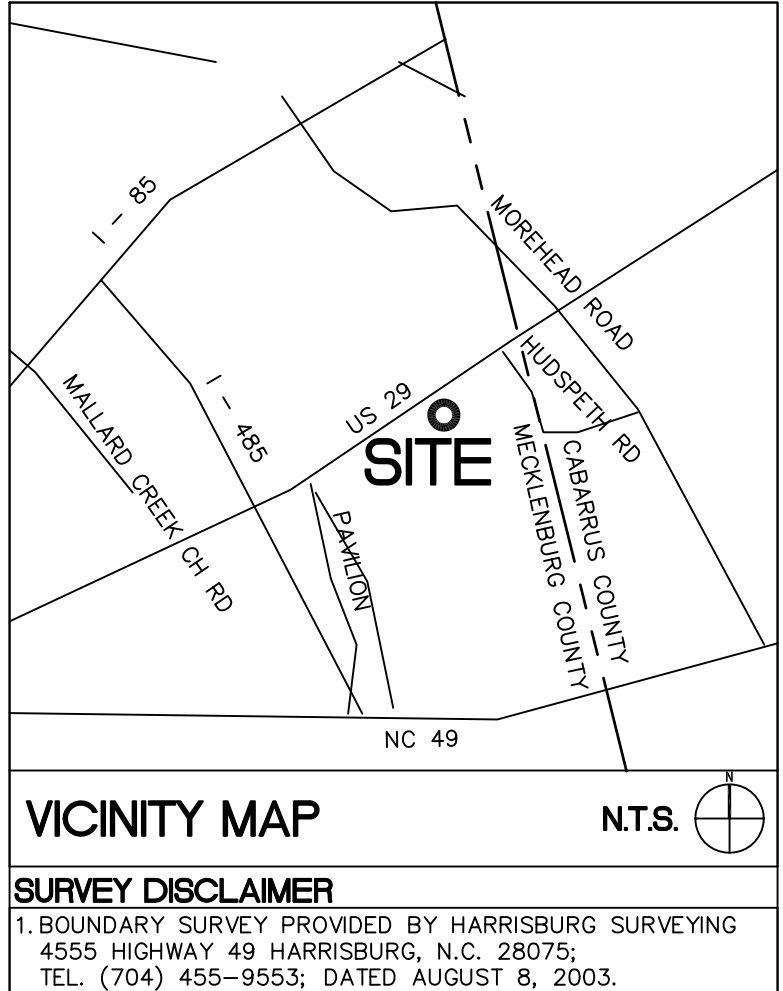 I - 85
MOREHEAD ROAD
HUDSPETH RD
MALLARD CREEK CH RD
I - 485
US 29
SITE
PAVILION
MECKLENBURG COUNTY
CABARRUS COUNTY
NC 49
VICINITY MAP
N.T.S.
N
SURVEY DISCLAIMER
1. BOUNDARY SURVEY PROVIDED BY HARRISBURG SURVEYING
4555 HIGHWAY 49 HARRISBURG, N.C. 28075;
TEL. (704) 455-9553; DATED AUGUST 8, 2003.